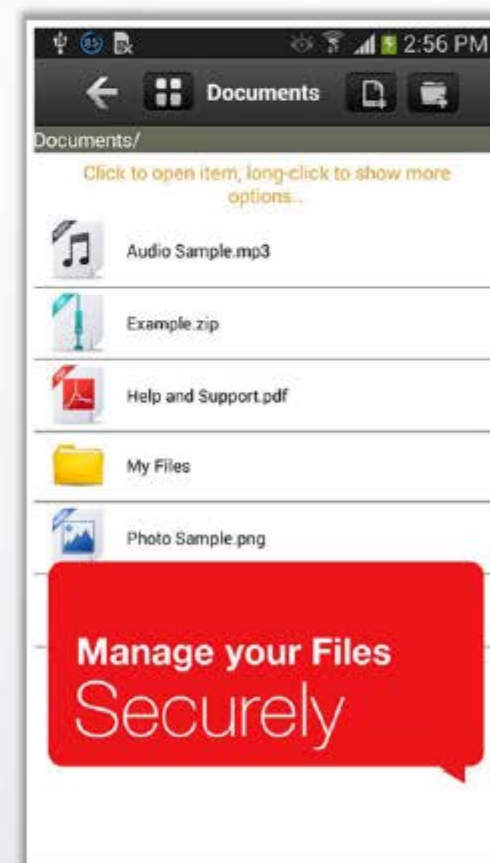 85
2:56 PM
Documents
Documents/
Click to open item, long-click to show more
options..
Audio Sample.mp3
Example.zip
Help and Support.pdf
My Files
Photo Sample.png
Manage your Files
Securely